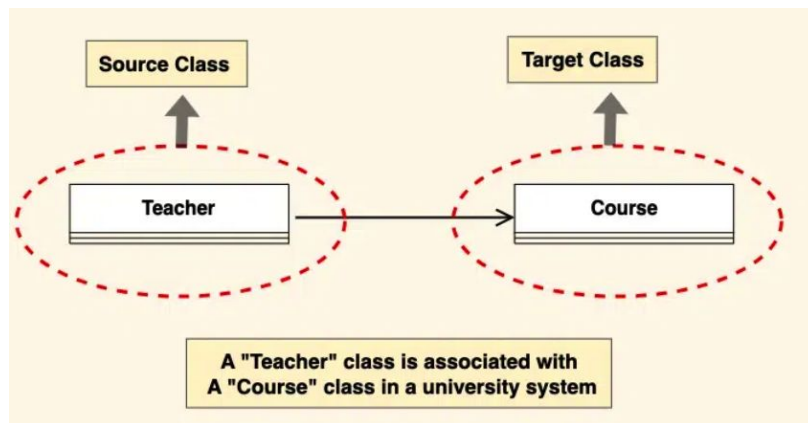 Source Class
Target Class
Teacher
Course
A "Teacher" class is associated with
A "Course" class in a university system